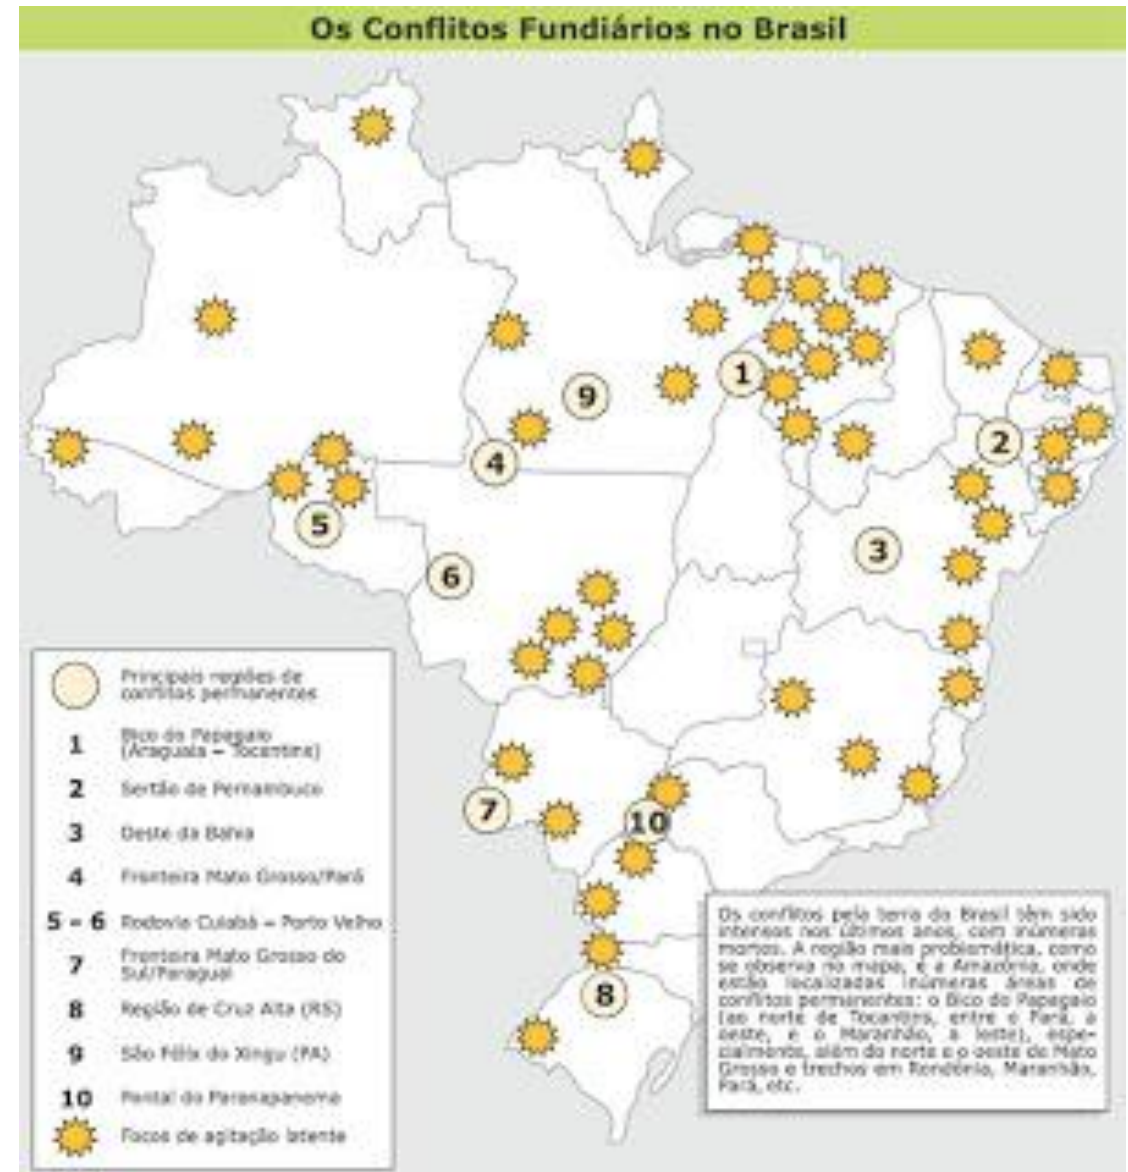 Os Conflitos Fundiários no Brasil
9
1
4
2
5
3
6
7
10
8
Principais regiões de
conflitos permanentes
1 Bico do Papagaio
(Araguaia – Tocantins)
2 Sertão de Pernambuco
3 Oeste da Bahia
4 Fronteira Mato Grosso/Pará
5 - 6 Rodovia Cuiabá – Porto Velho
7 Fronteira Mato Grosso do
Sul/Paraguai
8 Região de Cruz Alta (RS)
9 São Félix do Xingu (PA)
10 Pontal do Paranapanema
Focos de agitação latente
Os conflitos pela terra do Brasil têm sido
intensos nos últimos anos, com inúmeras
mortos. A região mais problemática, como
se observa no mapa, é a Amazônia, onde
estão localizadas inúmeras áreas de
conflitos permanentes: o Bico do Papagaio
(ao norte de Tocantins, entre o Pará, a
oeste, e o Maranhão, a leste), espe-
cialmente, além do norte e o oeste de Mato
Grosso e trechos em Rondônia, Maranhão,
Pará, etc.